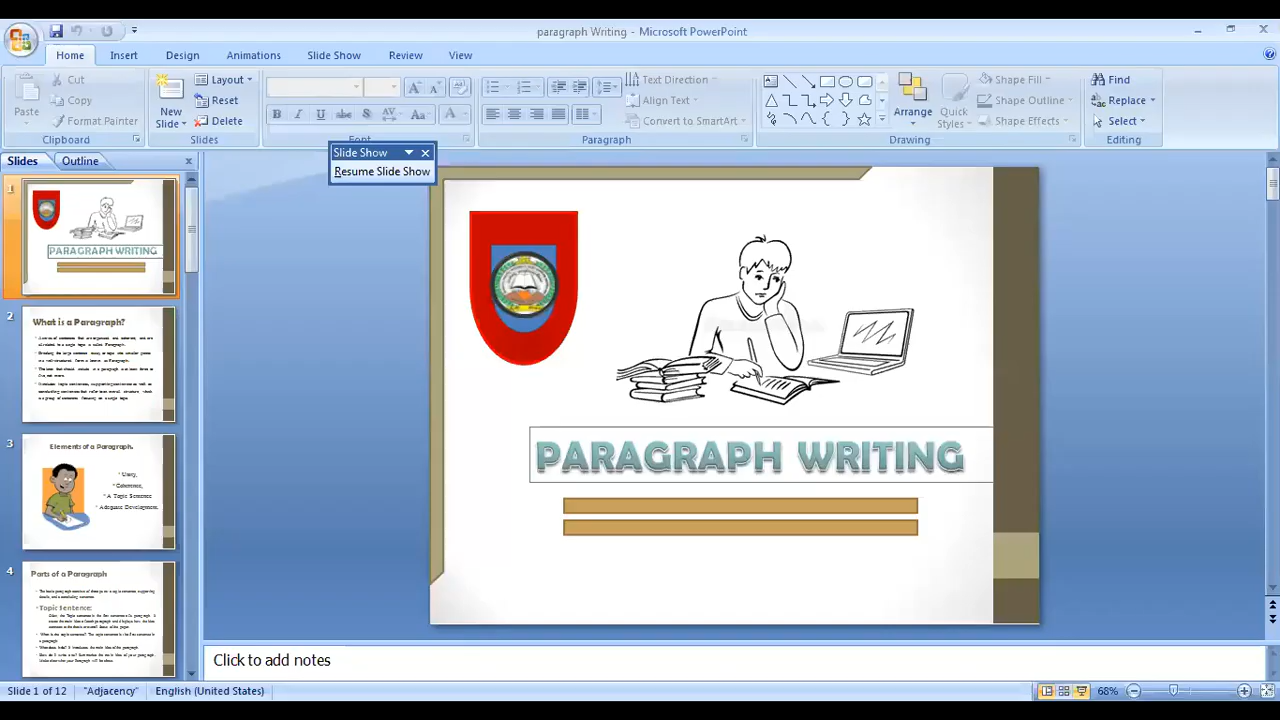 paragraph Writing - Microsoft PowerPoint
Home Insert Design Animations Slide Show Review View
Paste
Cut
Copy
Format Painter
Clipboard
New Slide
Layout
Reset
Delete
Slides
Font
Paragraph
Text Direction
Align Text
Convert to SmartArt
Arrange
Quick Styles
Shape Fill
Shape Outline
Shape Effects
Drawing
Find
Replace
Select
Editing
Slide Show
Resume Slide Show
Slides Outline
1
PARAGRAPH WRITING
2
What is a Paragraph?
3
Elements of a Paragraph.
Unity,
Coherence,
A Topic Sentence
Adequate Development.
4
Parts of a Paragraph
Topic Sentence:
PARAGRAPH WRITING
Click to add notes
Slide 1 of 12 "Adjacency" English (United States) 68%